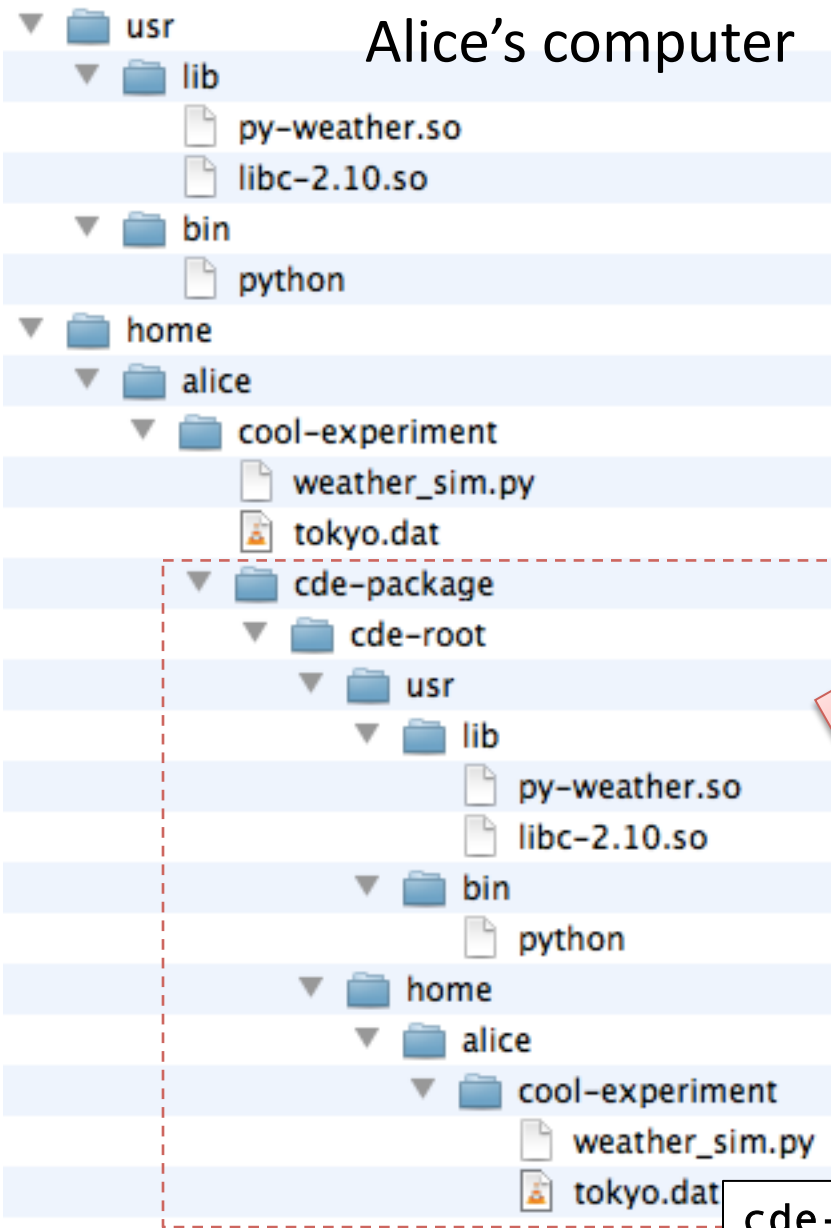 Alice's computer
usr
lib
py-weather.so
libc-2.10.so
bin
python
home
alice
cool-experiment
weather_sim.py
tokyo.dat
cde-package
cde-root
usr
lib
py-weather.so
libc-2.10.so
bin
python
home
alice
cool-experiment
weather_sim.py
tokyo.dat
cde-